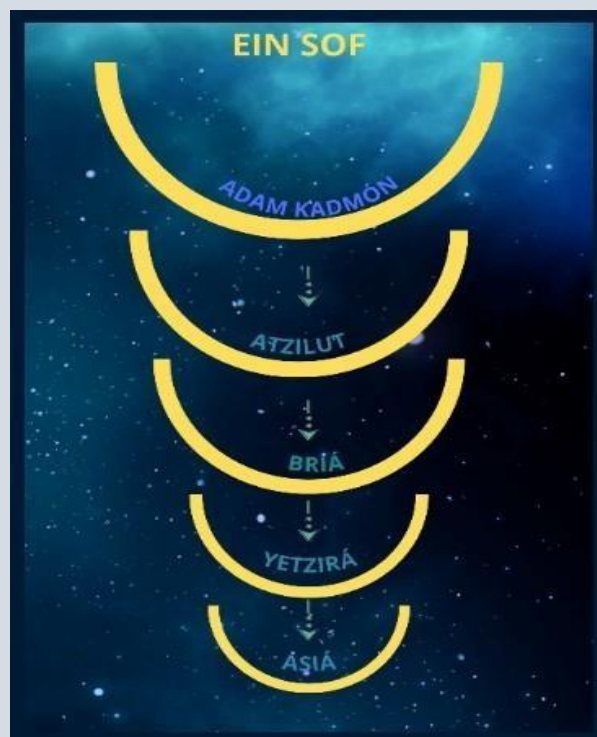 EIN SOF
ADAM KADMÓN
ATZILUT
BRIÁ
YETZIRÁ
ASIÁ